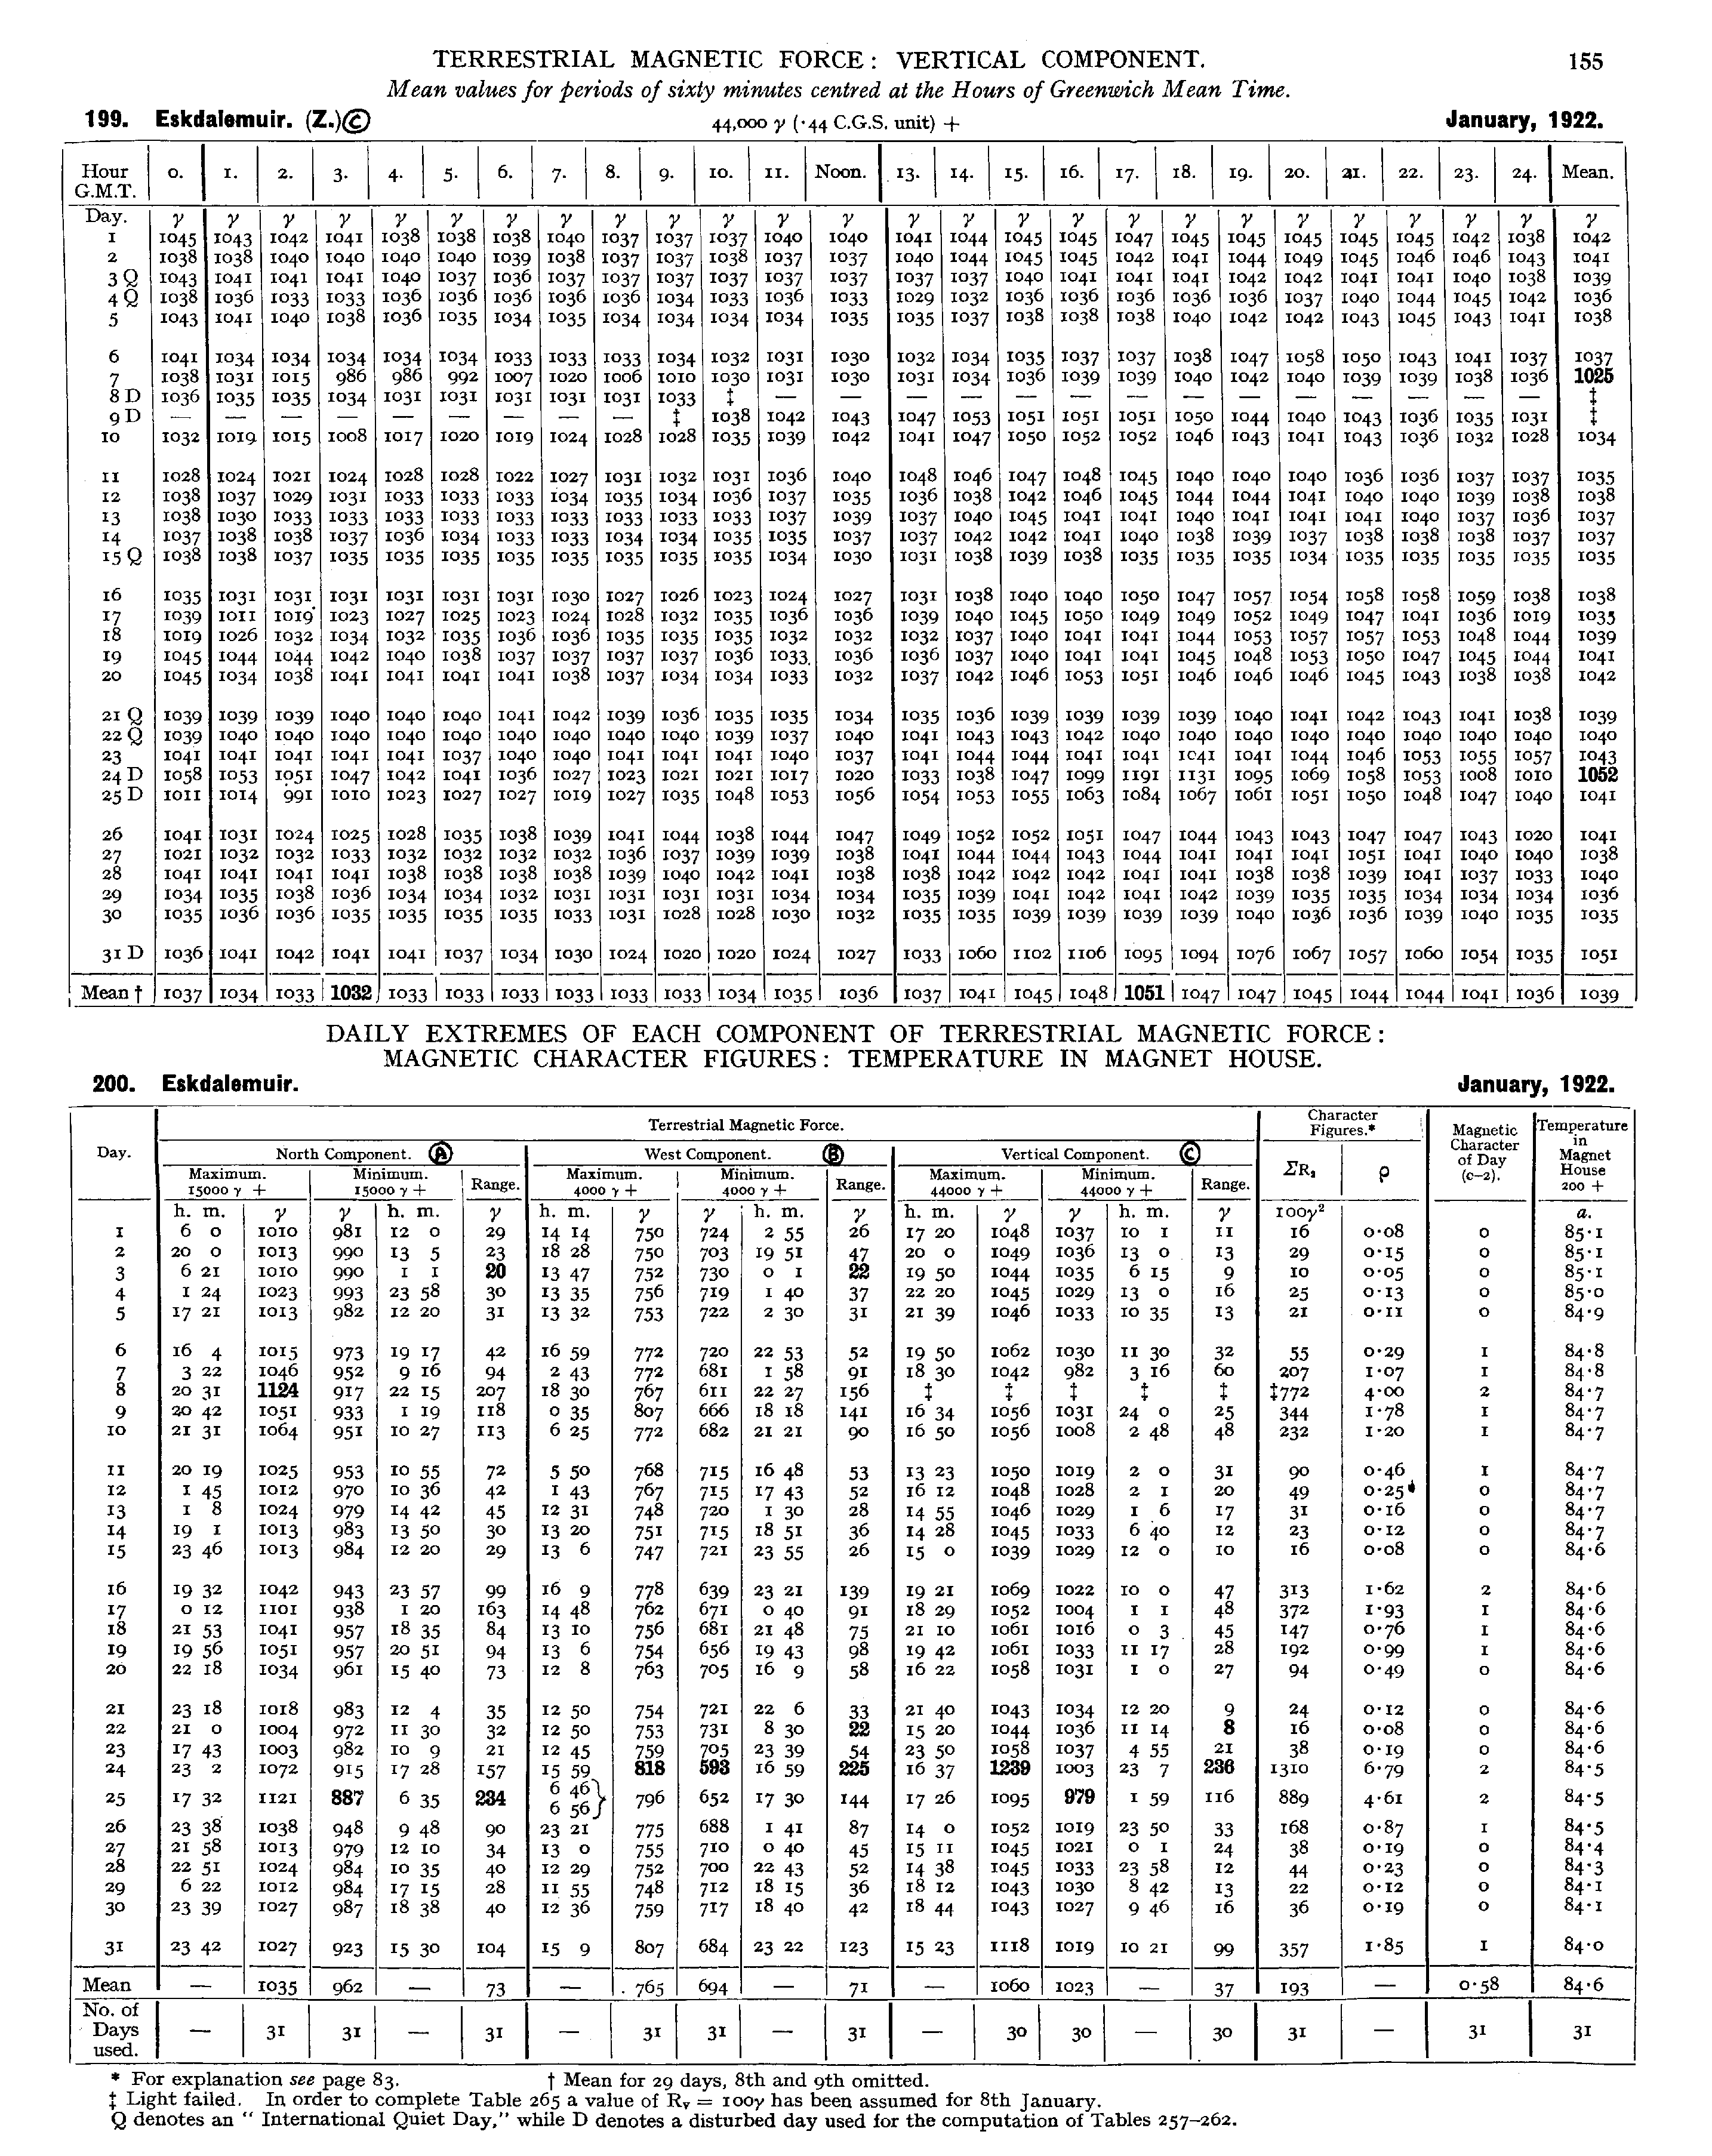 TERRESTRIAL MAGNETIC FORCE: VERTICAL COMPONENT. 155
Mean values for periods of sixty minutes centred at the Hours of Greenwich Mean Time.
199. Eskdalemuir. (Z.) Ⓒ 44,000 γ (·44 C.G.S. unit) + January, 1922.
Hour G.M.T. 0. 1. 2. 3. 4. 5. 6. 7. 8. 9. 10. 11. Noon. 13. 14. 15. 16. 17. 18. 19. 20. 21. 22. 23. 24. Mean.
Day. γ γ γ γ γ γ γ γ γ γ γ γ γ γ γ γ γ γ γ γ γ γ γ γ γ γ
1 1045 1043 1042 1041 1038 1038 1038 1040 1037 1037 1037 1040 1040 1041 1044 1045 1045 1047 1045 1045 1045 1045 1045 1042 1038 1042
2 1038 1038 1040 1040 1040 1040 1039 1038 1037 1037 1038 1037 1037 1040 1044 1045 1045 1042 1041 1044 1049 1045 1046 1046 1043 1041
3 Q 1043 1041 1041 1041 1040 1037 1036 1037 1037 1037 1037 1037 1037 1037 1037 1040 1041 1041 1041 1042 1042 1041 1041 1040 1038 1039
4 Q 1038 1036 1033 1033 1036 1036 1036 1036 1036 1034 1033 1036 1033 1029 1032 1036 1036 1036 1036 1036 1037 1040 1044 1045 1042 1036
5 1043 1041 1040 1038 1036 1035 1034 1035 1034 1034 1034 1034 1035 1035 1037 1038 1038 1038 1040 1042 1042 1043 1045 1043 1041 1038
6 1041 1034 1034 1034 1034 1034 1033 1033 1033 1034 1032 1031 1030 1032 1034 1035 1037 1037 1038 1047 1058 1050 1043 1041 1037 1037
7 1038 1031 1015 986 986 992 1007 1020 1006 1010 1030 1031 1030 1031 1034 1036 1039 1039 1040 1042 1040 1039 1039 1038 1036 1025
8 D 1036 1035 1035 1034 1031 1031 1031 1031 1031 1033 ‡ — — — — — — — — — — — — — — ‡
9 D — — — — — — — — — ‡ 1038 1042 1043 1047 1053 1051 1051 1051 1050 1044 1040 1043 1036 1035 1031 ‡
10 1032 1019 1015 1008 1017 1020 1019 1024 1028 1028 1035 1039 1042 1041 1047 1050 1052 1052 1046 1043 1041 1043 1036 1032 1028 1034
11 1028 1024 1021 1024 1028 1028 1022 1027 1031 1032 1031 1036 1040 1048 1046 1047 1048 1045 1040 1040 1040 1036 1036 1037 1037 1035
12 1038 1037 1029 1031 1033 1033 1033 1034 1035 1034 1036 1037 1035 1036 1038 1042 1046 1045 1044 1044 1041 1040 1040 1039 1038 1038
13 1038 1030 1033 1033 1033 1033 1033 1033 1033 1033 1033 1037 1039 1037 1040 1045 1041 1041 1040 1041 1041 1041 1040 1037 1036 1037
14 1037 1038 1038 1037 1036 1034 1033 1033 1034 1034 1035 1035 1037 1037 1042 1042 1041 1040 1038 1039 1037 1038 1038 1038 1037 1037
15 Q 1038 1038 1037 1035 1035 1035 1035 1035 1035 1035 1035 1034 1030 1031 1038 1039 1038 1035 1035 1035 1034 1035 1035 1035 1035 1035
16 1035 1031 1031 1031 1031 1031 1031 1030 1027 1026 1023 1024 1027 1031 1038 1040 1040 1050 1047 1057 1054 1058 1058 1059 1038 1038
17 1039 1011 1019 1023 1027 1025 1023 1024 1028 1032 1035 1036 1036 1039 1040 1045 1050 1049 1049 1052 1049 1047 1041 1036 1019 1035
18 1019 1026 1032 1034 1032 1035 1036 1036 1035 1035 1035 1032 1032 1032 1037 1040 1041 1041 1044 1053 1057 1057 1053 1048 1044 1039
19 1045 1044 1044 1042 1040 1038 1037 1037 1037 1037 1036 1033 1036 1036 1037 1040 1041 1041 1045 1048 1053 1050 1047 1045 1044 1041
20 1045 1034 1038 1041 1041 1041 1041 1038 1037 1034 1034 1033 1032 1037 1042 1046 1053 1051 1046 1046 1046 1045 1043 1038 1038 1042
21 Q 1039 1039 1039 1040 1040 1040 1041 1042 1039 1036 1035 1035 1034 1035 1036 1039 1039 1039 1039 1040 1041 1042 1043 1041 1038 1039
22 Q 1039 1040 1040 1040 1040 1040 1040 1040 1040 1040 1039 1037 1040 1041 1043 1043 1042 1040 1040 1040 1040 1040 1040 1040 1040 1040
23 1041 1041 1041 1041 1041 1037 1040 1040 1041 1041 1041 1040 1037 1041 1044 1044 1041 1041 1041 1041 1044 1046 1053 1055 1057 1043
24 D 1058 1053 1051 1047 1042 1041 1036 1027 1023 1021 1021 1017 1020 1033 1038 1047 1099 1191 1131 1095 1069 1058 1053 1008 1010 1052
25 D 1011 1014 991 1010 1023 1027 1027 1019 1027 1035 1048 1053 1056 1054 1053 1055 1063 1084 1067 1061 1051 1050 1048 1047 1040 1041
26 1041 1031 1024 1025 1028 1035 1038 1039 1041 1044 1038 1044 1047 1049 1052 1052 1051 1047 1044 1043 1043 1047 1047 1043 1020 1041
27 1021 1032 1032 1033 1032 1032 1032 1032 1036 1037 1039 1039 1038 1041 1044 1044 1043 1044 1041 1041 1041 1051 1041 1040 1040 1038
28 1041 1041 1041 1041 1038 1038 1038 1038 1039 1040 1042 1041 1038 1038 1042 1042 1042 1041 1041 1038 1038 1039 1041 1037 1033 1040
29 1034 1035 1038 1036 1034 1034 1032 1031 1031 1031 1031 1034 1034 1035 1039 1041 1042 1041 1042 1039 1035 1035 1034 1034 1034 1036
30 1035 1036 1036 1035 1035 1035 1035 1033 1031 1028 1028 1030 1032 1035 1035 1039 1039 1039 1039 1040 1036 1036 1039 1040 1035 1035
31 D 1036 1041 1042 1041 1041 1037 1034 1030 1024 1020 1020 1024 1027 1033 1060 1102 1106 1095 1094 1076 1067 1057 1060 1054 1035 1051
Mean † 1037 1034 1033 1032 1033 1033 1033 1033 1033 1033 1034 1035 1036 1037 1041 1045 1048 1051 1047 1047 1045 1044 1044 1041 1036 1039
DAILY EXTREMES OF EACH COMPONENT OF TERRESTRIAL MAGNETIC FORCE:
MAGNETIC CHARACTER FIGURES: TEMPERATURE IN MAGNET HOUSE.
200. Eskdalemuir. January, 1922.
Day. Terrestrial Magnetic Force. Character Figures.* Magnetic Character of Day (0–2). Temperature in Magnet House 200 +
North Component. Ⓐ West Component. Ⓑ Vertical Component. Ⓒ ΣR₂ ρ
Maximum. 15000 γ + Minimum. 15000 γ + Range. Maximum. 4000 γ + Minimum. 4000 γ + Range. Maximum. 44000 γ + Minimum. 44000 γ + Range.
h. m. γ γ h. m. γ h. m. γ γ h. m. γ h. m. γ γ h. m. γ 100γ² a.
1 6 0 1010 981 12 0 29 14 14 750 724 2 55 26 17 20 1048 1037 10 1 11 16 0·08 0 85·1
2 20 0 1013 990 13 5 23 18 28 750 703 19 51 47 20 0 1049 1036 13 0 13 29 0·15 0 85·1
3 6 21 1010 990 1 1 20 13 47 752 730 0 1 22 19 50 1044 1035 6 15 9 10 0·05 0 85·1
4 1 24 1023 993 23 58 30 13 35 756 719 1 40 37 22 20 1045 1029 13 0 16 25 0·13 0 85·0
5 17 21 1013 982 12 20 31 13 32 753 722 2 30 31 21 39 1046 1033 10 35 13 21 0·11 0 84·9
6 16 4 1015 973 19 17 42 16 59 772 720 22 53 52 19 50 1062 1030 11 30 32 55 0·29 1 84·8
7 3 22 1046 952 9 16 94 2 43 772 681 1 58 91 18 30 1042 982 3 16 60 207 1·07 1 84·8
8 20 31 1124 917 22 15 207 18 30 767 611 22 27 156 ‡ ‡ ‡ ‡ ‡ ‡772 4·00 2 84·7
9 20 42 1051 933 1 19 118 0 35 807 666 18 18 141 16 34 1056 1031 24 0 25 344 1·78 1 84·7
10 21 31 1064 951 10 27 113 6 25 772 682 21 21 90 16 50 1056 1008 2 48 48 232 1·20 1 84·7
11 20 19 1025 953 10 55 72 5 50 768 715 16 48 53 13 23 1050 1019 2 0 31 90 0·46 1 84·7
12 1 45 1012 970 10 36 42 1 43 767 715 17 43 52 16 12 1048 1028 2 1 20 49 0·25 0 84·7
13 1 8 1024 979 14 42 45 12 31 748 720 1 30 28 14 55 1046 1029 1 6 17 31 0·16 0 84·7
14 19 1 1013 983 13 50 30 13 20 751 715 18 51 36 14 28 1045 1033 6 40 12 23 0·12 0 84·7
15 23 46 1013 984 12 20 29 13 6 747 721 23 55 26 15 0 1039 1029 12 0 10 16 0·08 0 84·6
16 19 32 1042 943 23 57 99 16 9 778 639 23 21 139 19 21 1069 1022 10 0 47 313 1·62 2 84·6
17 0 12 1101 938 1 20 163 14 48 762 671 0 40 91 18 29 1052 1004 1 1 48 372 1·93 1 84·6
18 21 53 1041 957 18 35 84 13 10 756 681 21 48 75 21 10 1061 1016 0 3 45 147 0·76 1 84·6
19 19 56 1051 957 20 51 94 13 6 754 656 19 43 98 19 42 1061 1033 11 17 28 192 0·99 1 84·6
20 22 18 1034 961 15 40 73 12 8 763 705 16 9 58 16 22 1058 1031 1 0 27 94 0·49 0 84·6
21 23 18 1018 983 12 4 35 12 50 754 721 22 6 33 21 40 1043 1034 12 20 9 24 0·12 0 84·6
22 21 0 1004 972 11 30 32 12 50 753 731 8 30 22 15 20 1044 1036 11 14 8 16 0·08 0 84·6
23 17 43 1003 982 10 9 21 12 45 759 705 23 39 54 23 50 1058 1037 4 55 21 38 0·19 0 84·6
24 23 2 1072 915 17 28 157 15 59 818 593 16 59 225 16 37 1239 1003 23 7 236 1310 6·79 2 84·5
25 17 32 1121 887 6 35 234 6 46 6 56} 796 652 17 30 144 17 26 1095 979 1 59 116 889 4·61 2 84·5
26 23 38 1038 948 9 48 90 23 21 775 688 1 41 87 14 0 1052 1019 23 50 33 168 0·87 1 84·5
27 21 58 1013 979 12 10 34 13 0 755 710 0 40 45 15 11 1045 1021 0 1 24 38 0·19 0 84·4
28 22 51 1024 984 10 35 40 12 29 752 700 22 43 52 14 38 1045 1033 23 58 12 44 0·23 0 84·3
29 6 22 1012 984 17 15 28 11 55 748 712 18 15 36 18 12 1043 1030 8 42 13 22 0·12 0 84·1
30 23 39 1027 987 18 38 40 12 36 759 717 18 40 42 18 44 1043 1027 9 46 16 36 0·19 0 84·1
31 23 42 1027 923 15 30 104 15 9 807 684 23 22 123 15 23 1118 1019 10 21 99 357 1·85 1 84·0
Mean — 1035 962 — 73 — 765 694 — 71 — 1060 1023 — 37 193 — 0·58 84·6
No. of Days used. — 31 31 — 31 — 31 31 — 31 — 30 30 — 30 31 — 31 31
* For explanation see page 83. † Mean for 29 days, 8th and 9th omitted.
‡ Light failed. In order to complete Table 265 a value of Rᵥ = 100γ has been assumed for 8th January.
Q denotes an “ International Quiet Day,” while D denotes a disturbed day used for the computation of Tables 257–262.